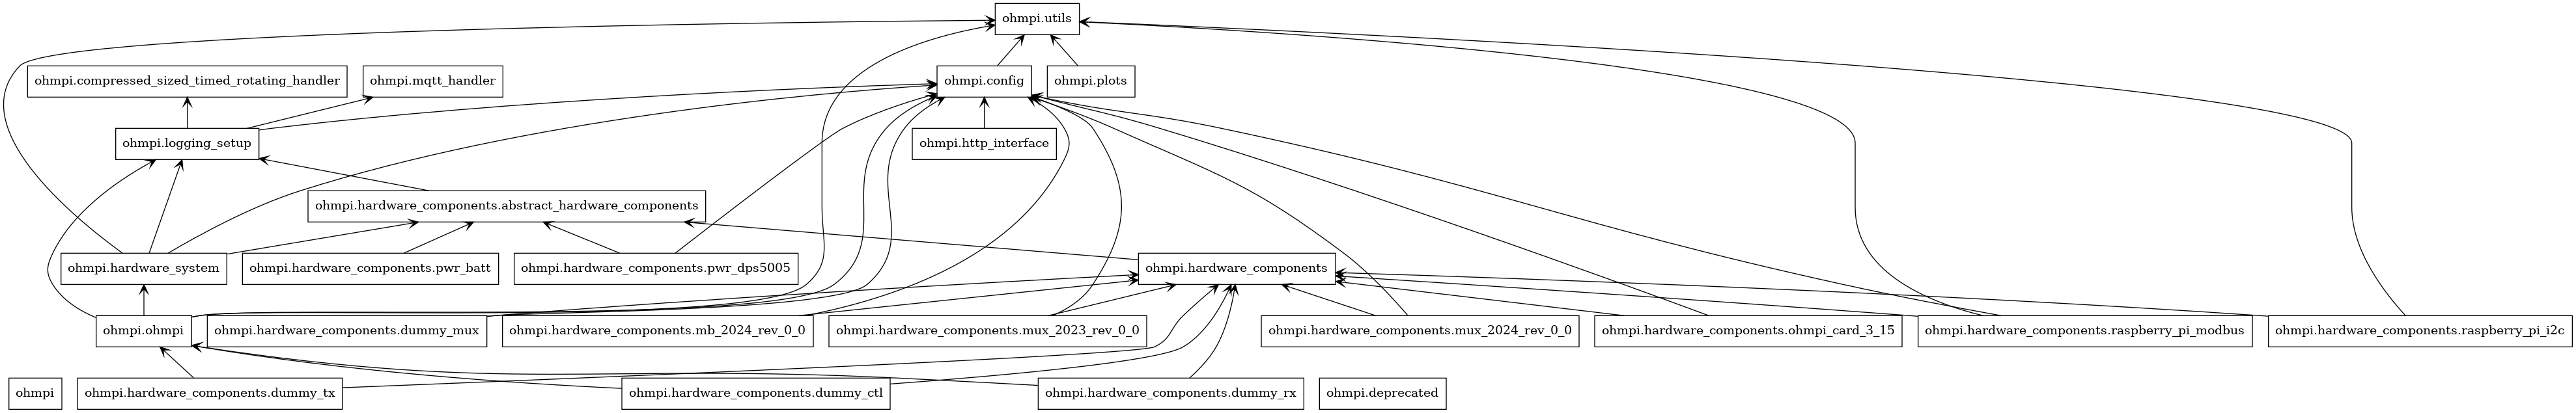 ohmpi.utils
ohmpi.compressed_sized_timed_rotating_handler
ohmpi.mqtt_handler
ohmpi.config
ohmpi.plots
ohmpi.logging_setup
ohmpi.http_interface
ohmpi.hardware_components.abstract_hardware_components
ohmpi.hardware_system
ohmpi.hardware_components.pwr_batt
ohmpi.hardware_components.pwr_dps5005
ohmpi.hardware_components
ohmpi.ohmpi
ohmpi.hardware_components.dummy_mux
ohmpi.hardware_components.mb_2024_rev_0_0
ohmpi.hardware_components.mux_2023_rev_0_0
ohmpi.hardware_components.mux_2024_rev_0_0
ohmpi.hardware_components.ohmpi_card_3_15
ohmpi.hardware_components.raspberry_pi_modbus
ohmpi.hardware_components.raspberry_pi_i2c
ohmpi
ohmpi.hardware_components.dummy_tx
ohmpi.hardware_components.dummy_ctl
ohmpi.hardware_components.dummy_rx
ohmpi.deprecated